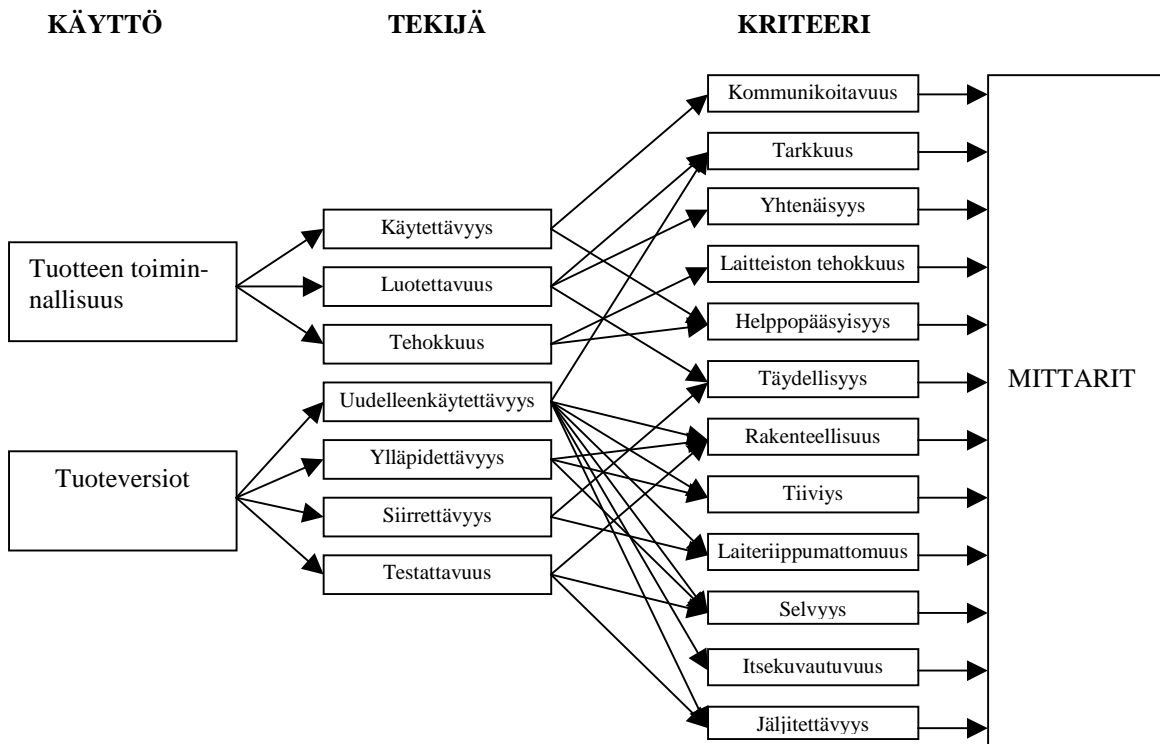 KÄYTTÖ
TEKIJÄ
KRITEERI
Tuotteen toimin-
nallisuus
Tuoteversiot
Käytettävyys
Luotettavuus
Tehokkuus
Uudelleenkäytettävyys
Ylläpidettävyys
Siirrettävyys
Testattavuus
Kommunikoitavuus
Tarkkuus
Yhtenäisyys
Laitteiston tehokkuus
Helppopääsyisyys
Täydellisyys
Rakenteellisuus
Tiiviys
Laiteriippumattomuus
Selvyys
Itsekuvautuvuus
Jäljitettävyys
MITTARIT